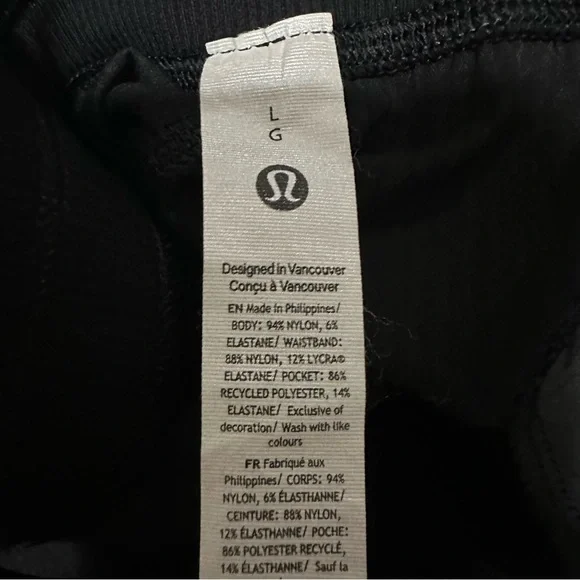 L
G
Designed in Vancouver
Conçu à Vancouver
EN Made in Philippines/
BODY: 94% NYLON, 6%
ELASTANE/ WAISTBAND:
88% NYLON, 12% LYCRA®
ELASTANE/ POCKET: 86%
RECYCLED POLYESTER, 14%
ELASTANE/ Exclusive of
decoration/ Wash with like
colours
FR Fabriqué aux
Philippines/ CORPS: 94%
NYLON, 6% ÉLASTHANNE/
CEINTURE: 88% NYLON,
12% ÉLASTHANNE/ POCHE:
86% POLYESTER RECYCLÉ,
14% ÉLASTHANNE/ Sauf la